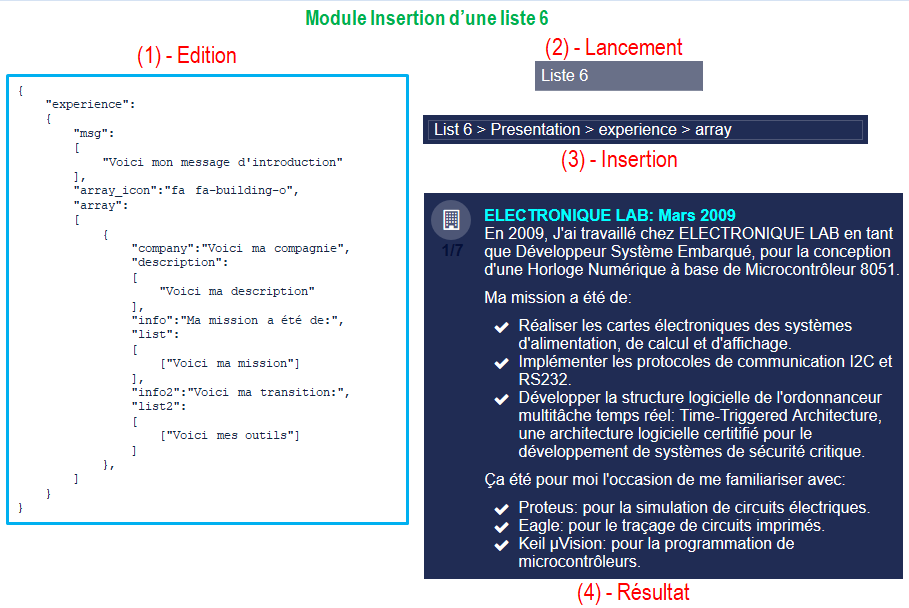 Module Insertion d'une liste 6
(1) - Edition
{
"experience":
{
"msg":
[
"Voici mon message d'introduction"
],
"array_icon":"fa fa-building-o",
"array":
[
{
"company":"Voici ma compagnie",
"description":
[
"Voici ma description"
],
"info":"Ma mission a été de:",
"list":
[
["Voici ma mission"]
],
"info2":"Voici ma transition:",
"list2":
[
["Voici mes outils"]
]
},
]
}
}
(2) - Lancement
Liste 6
List 6 > Presentation > experience > array
(3) - Insertion
1/7
ELECTRONIQUE LAB: Mars 2009
En 2009, J'ai travaillé chez ELECTRONIQUE LAB en tant
que Développeur Système Embarqué, pour la conception
d'une Horloge Numérique à base de Microcontrôleur 8051.
Ma mission a été de:
Réaliser les cartes électroniques des systèmes
d'alimentation, de calcul et d'affichage.
Implémenter les protocoles de communication I2C et
RS232.
Développer la structure logicielle de l'ordonnanceur
multitâche temps réel: Time-Triggered Architecture,
une architecture logicielle certitifié pour le
développement de systèmes de sécurité critique.
Ça été pour moi l'occasion de me familiariser avec:
Proteus: pour la simulation de circuits électriques.
Eagle: pour le traçage de circuits imprimés.
Keil µVision: pour la programmation de
microcontrôleurs.
(4) - Résultat